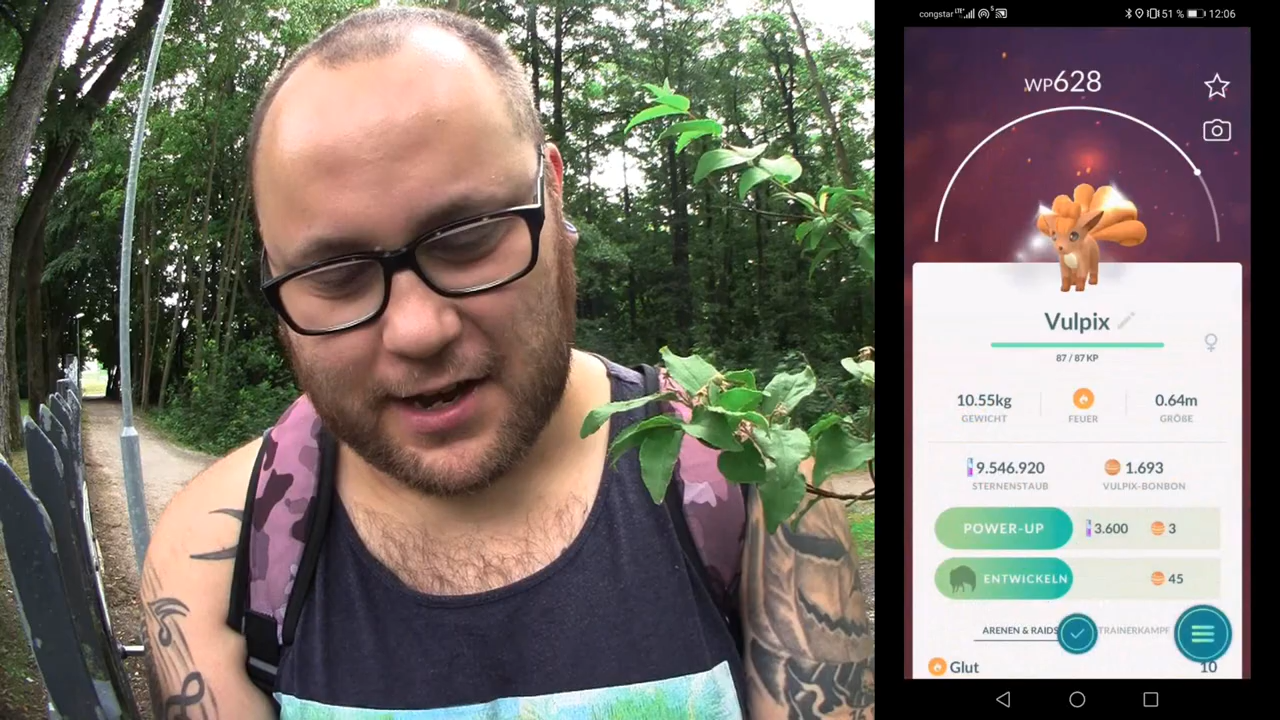 congstar LTE 51 % 12:06
WP628
Vulpix
87 / 87 KP
10.55kg 0.64m
GEWICHT FEUER GRÖßE
9.546.920 1.693
STERNENSTAUB VULPIX-BONBON
POWER-UP 3.600 3
ENTWICKELN 45
ARENEN & RAIDS TRAINERKAMPF
Glut 10